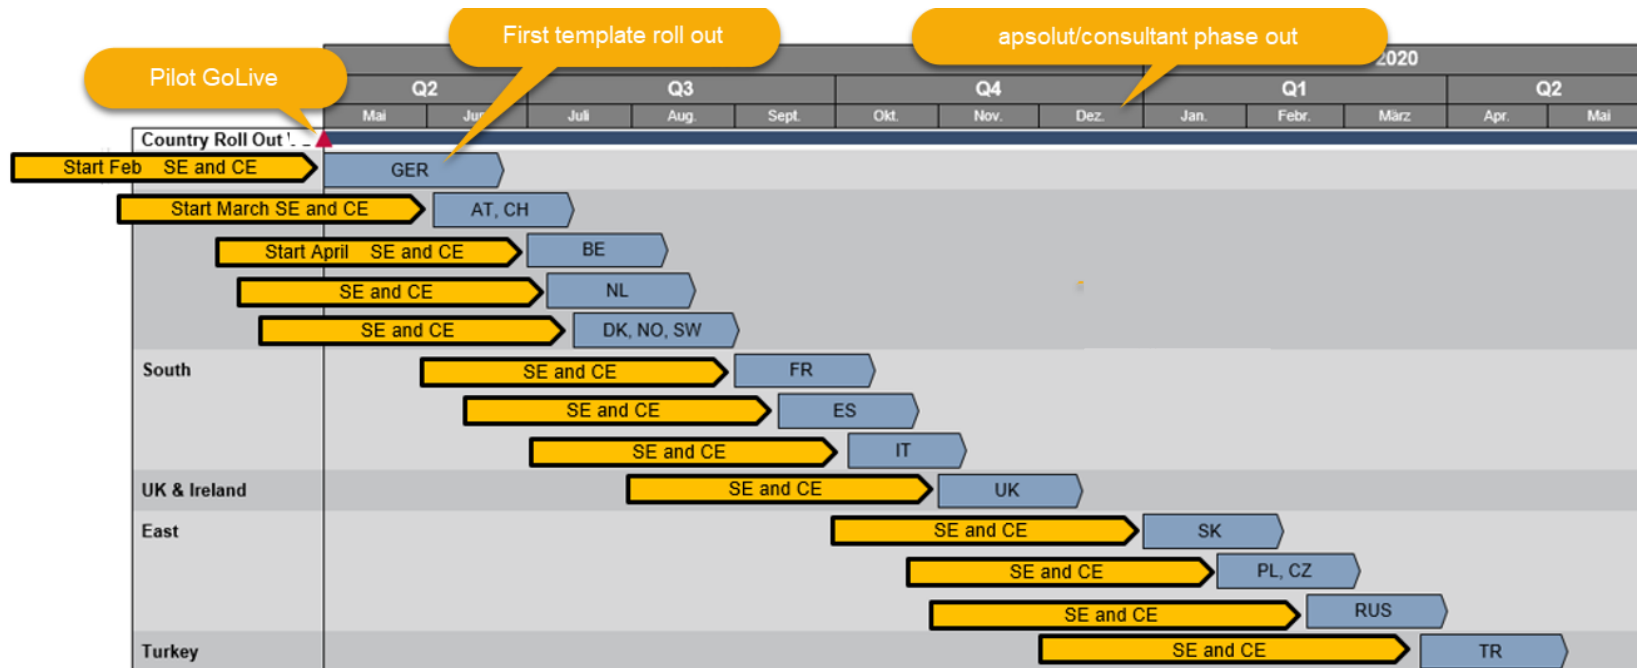 First template roll out
apsolut/consultant phase out
Pilot GoLive
2020
Q2 Q3 Q4 Q1 Q2
Mai Jun Juli Aug. Sept. Okt. Nov. Dez. Jan. Febr. März Apr. Mai
Country Roll Out
Start Feb SE and CE GER
Start March SE and CE AT, CH
Start April SE and CE BE
SE and CE NL
SE and CE DK, NO, SW
South SE and CE FR
SE and CE ES
SE and CE IT
UK & Ireland SE and CE UK
East SE and CE SK
SE and CE PL, CZ
SE and CE RUS
Turkey SE and CE TR